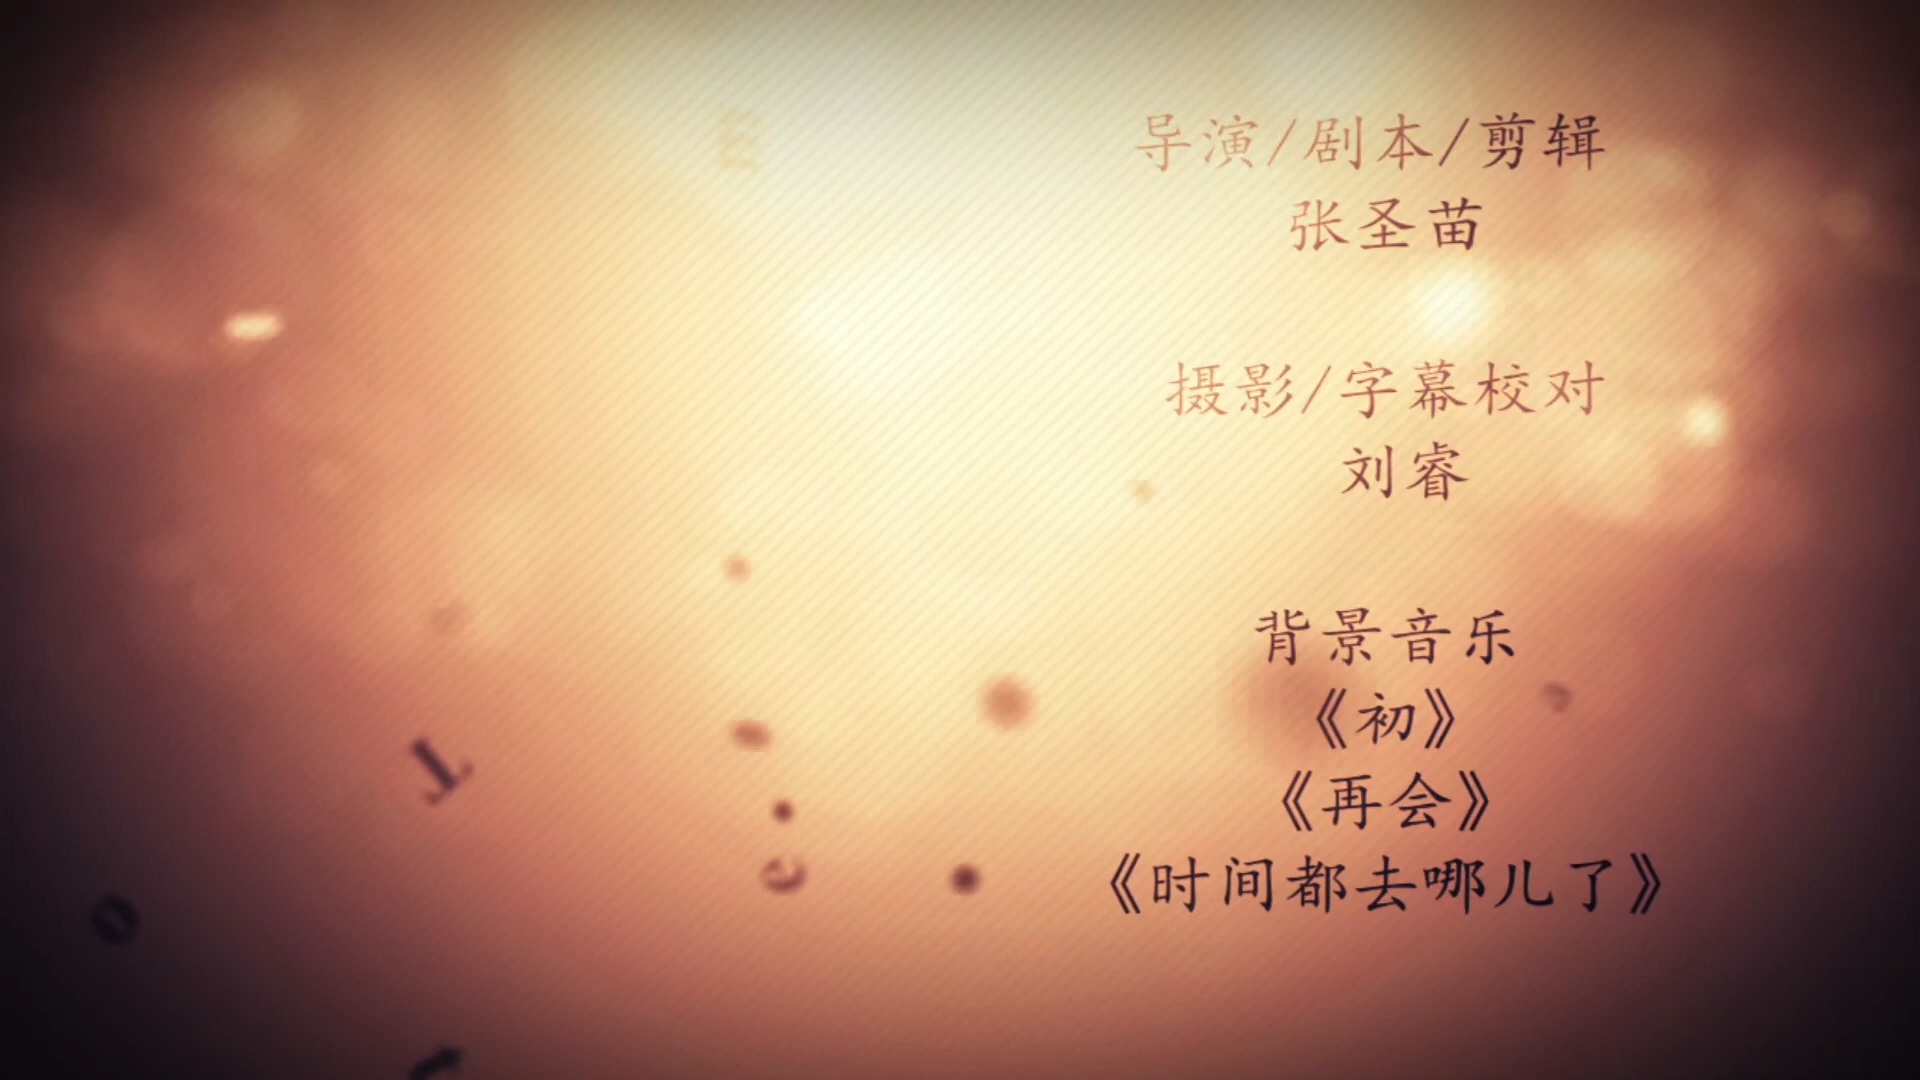 导演/剧本/剪辑
张圣苗
摄影/字幕校对
刘睿
背景音乐
《初》
《再会》
《时间都去哪儿了》